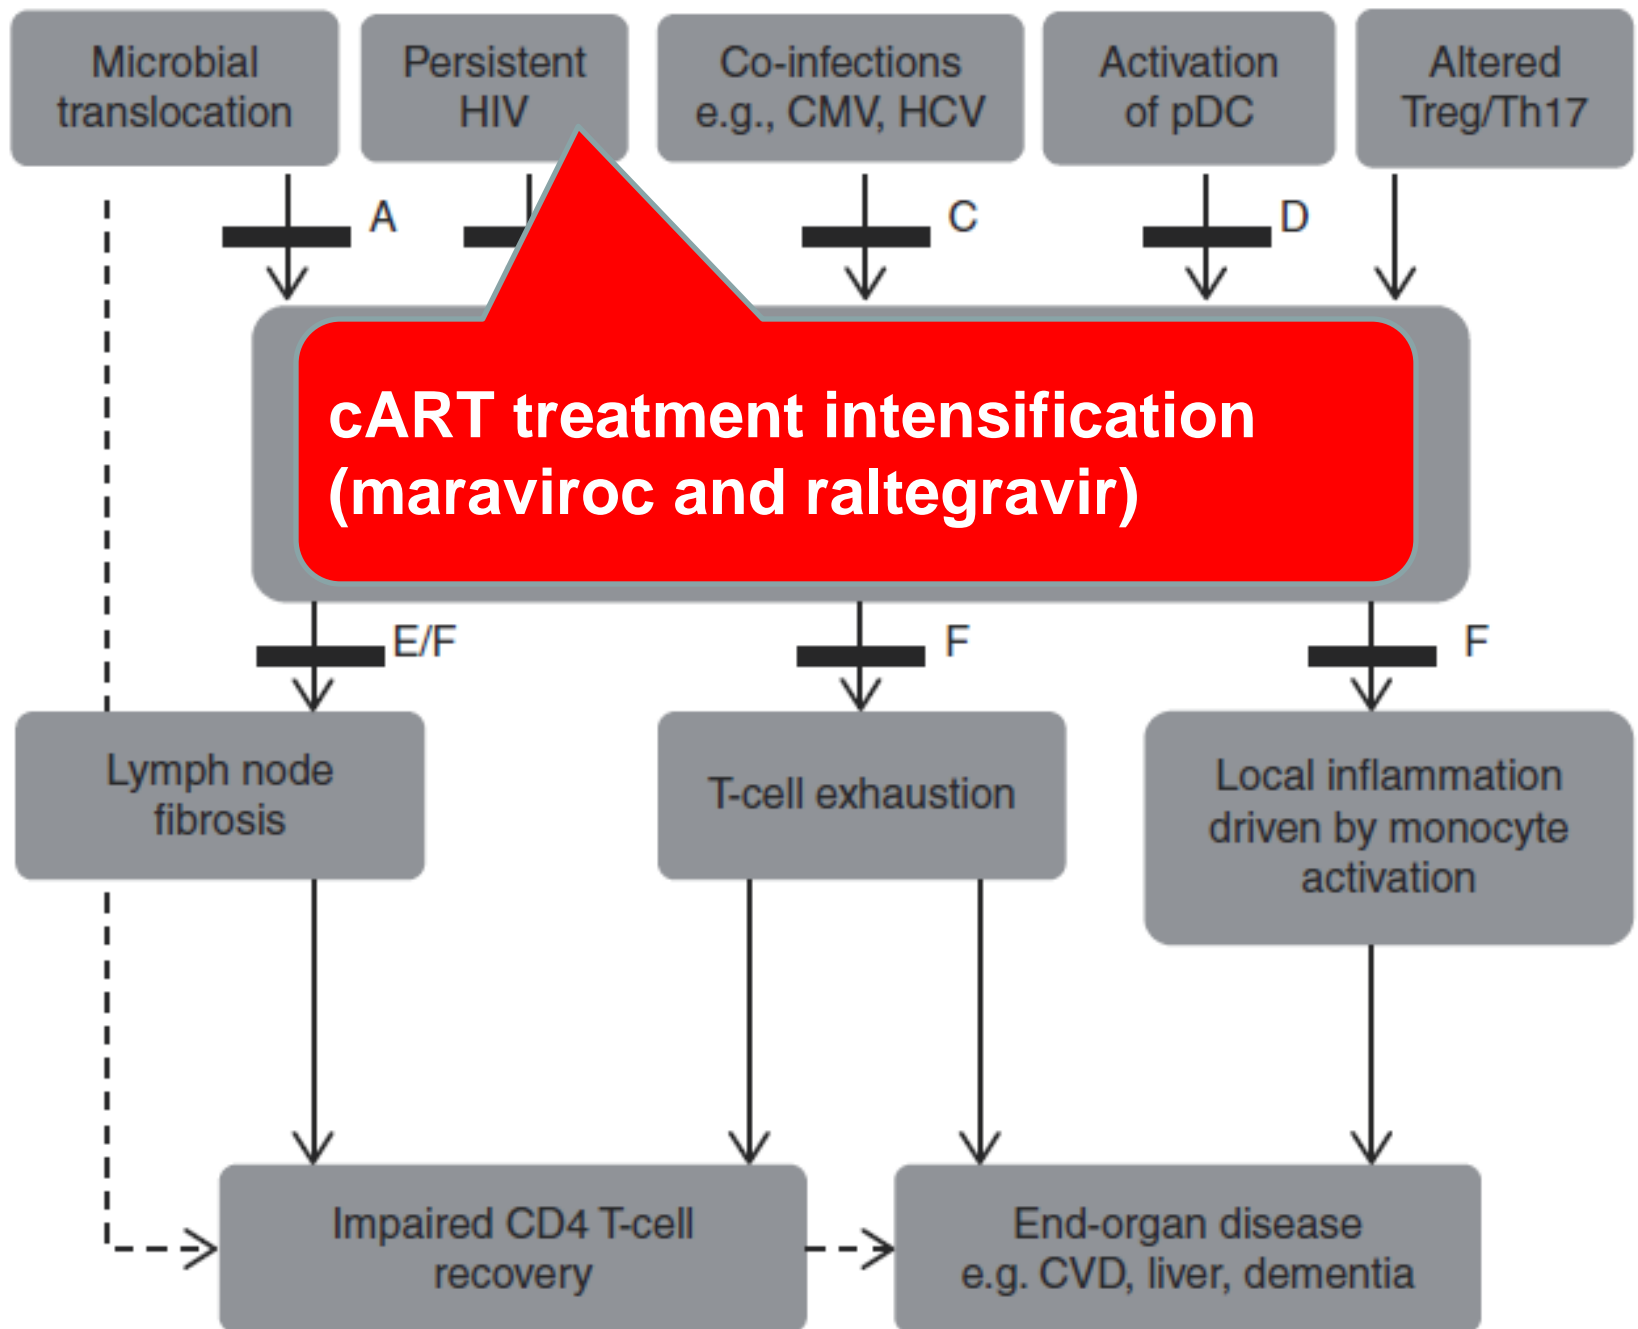 Microbial
translocation
Persistent
HIV
Co-infections
e.g., CMV, HCV
Activation
of pDC
Altered
Treg/Th17
A
C
D
cART treatment intensification
(maraviroc and raltegravir)
E/F
F
F
Lymph node
fibrosis
T-cell exhaustion
Local inflammation
driven by monocyte
activation
Impaired CD4 T-cell
recovery
End-organ disease
e.g. CVD, liver, dementia